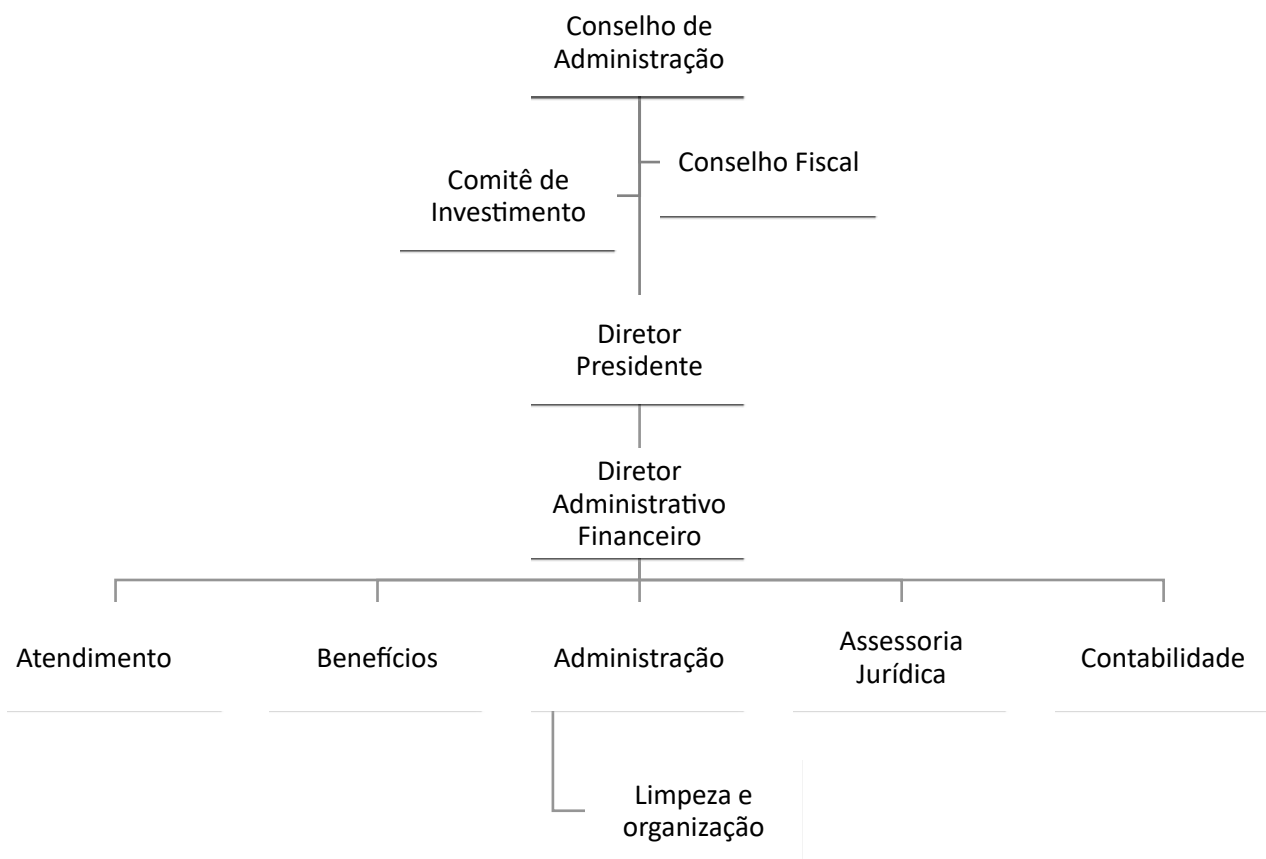 Conselho de
Administração
Conselho Fiscal
Comitê de
Investimento
Diretor
Presidente
Diretor
Administrativo
Financeiro
Atendimento
Benefícios
Administração
Assessoria
Jurídica
Contabilidade
Limpeza e
organização